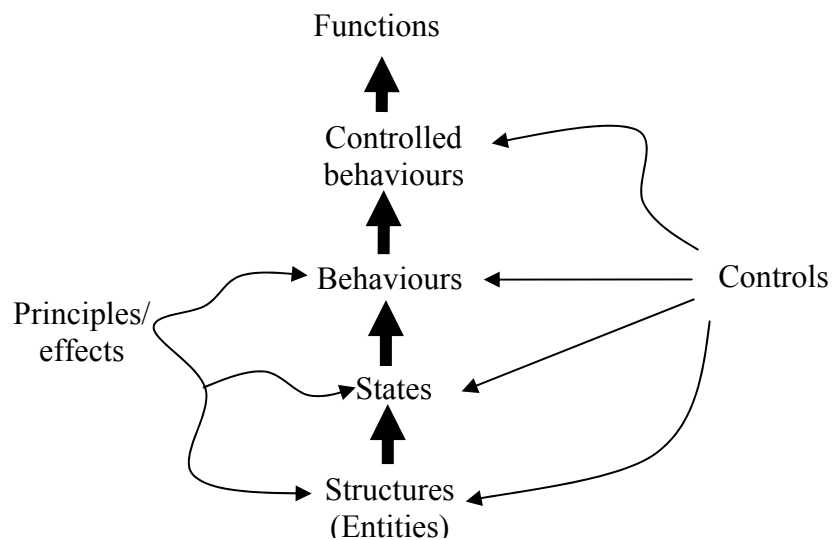 Functions
Controlled
behaviours
Behaviours
Controls
Principles/
effects
States
Structures
(Entities)